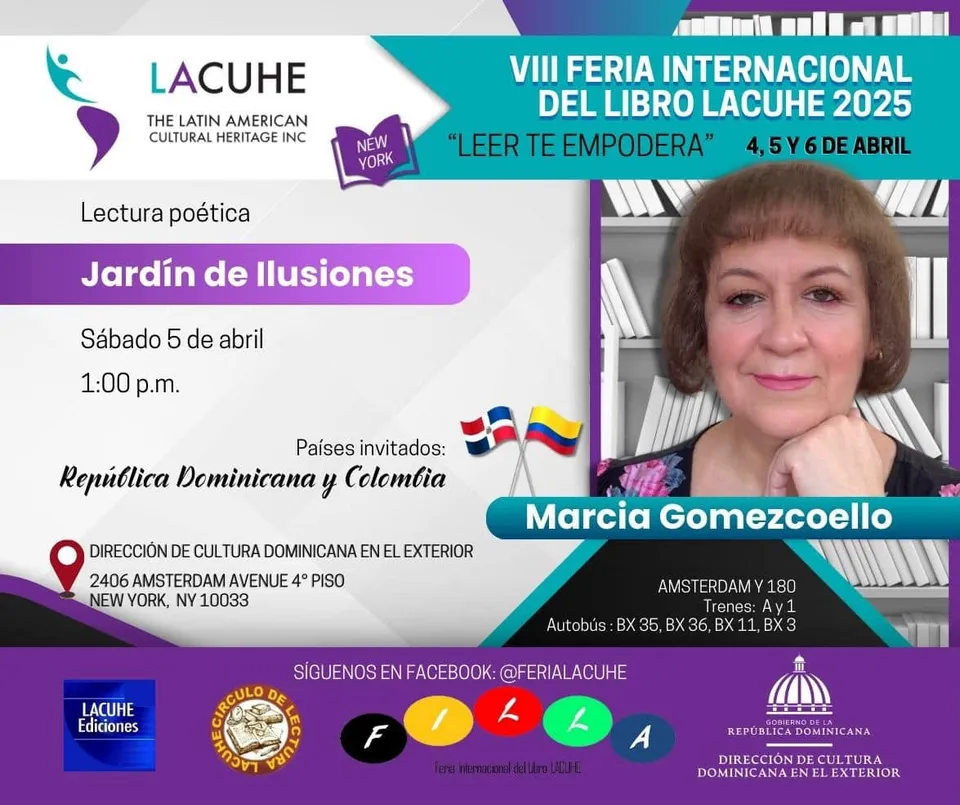 LACUHE
THE LATIN AMERICAN
CULTURAL HERITAGE INC
NEW
YORK
VIII FERIA INTERNACIONAL
DEL LIBRO LACUHE 2025
“LEER TE EMPODERA” 4, 5 Y 6 DE ABRIL
Lectura poética
Jardín de Ilusiones
Sábado 5 de abril
1:00 p.m.
Países invitados:
República Dominicana y Colombia
Marcia Gomezcoello
DIRECCIÓN DE CULTURA DOMINICANA EN EL EXTERIOR
2406 AMSTERDAM AVENUE 4° PISO
NEW YORK, NY 10033
AMSTERDAM Y 180
Trenes: A y 1
Autobús : BX 35, BX 36, BX 11, BX 3
SÍGUENOS EN FACEBOOK: @FERIALACUHE
LACUHE
Ediciones
CIRCULO DE LECTURA LACUHE
F I L L A
Feria internacional del libro LACUHE
GOBIERNO DE LA
REPÚBLICA DOMINICANA
DIRECCIÓN DE CULTURA
DOMINICANA EN EL EXTERIOR